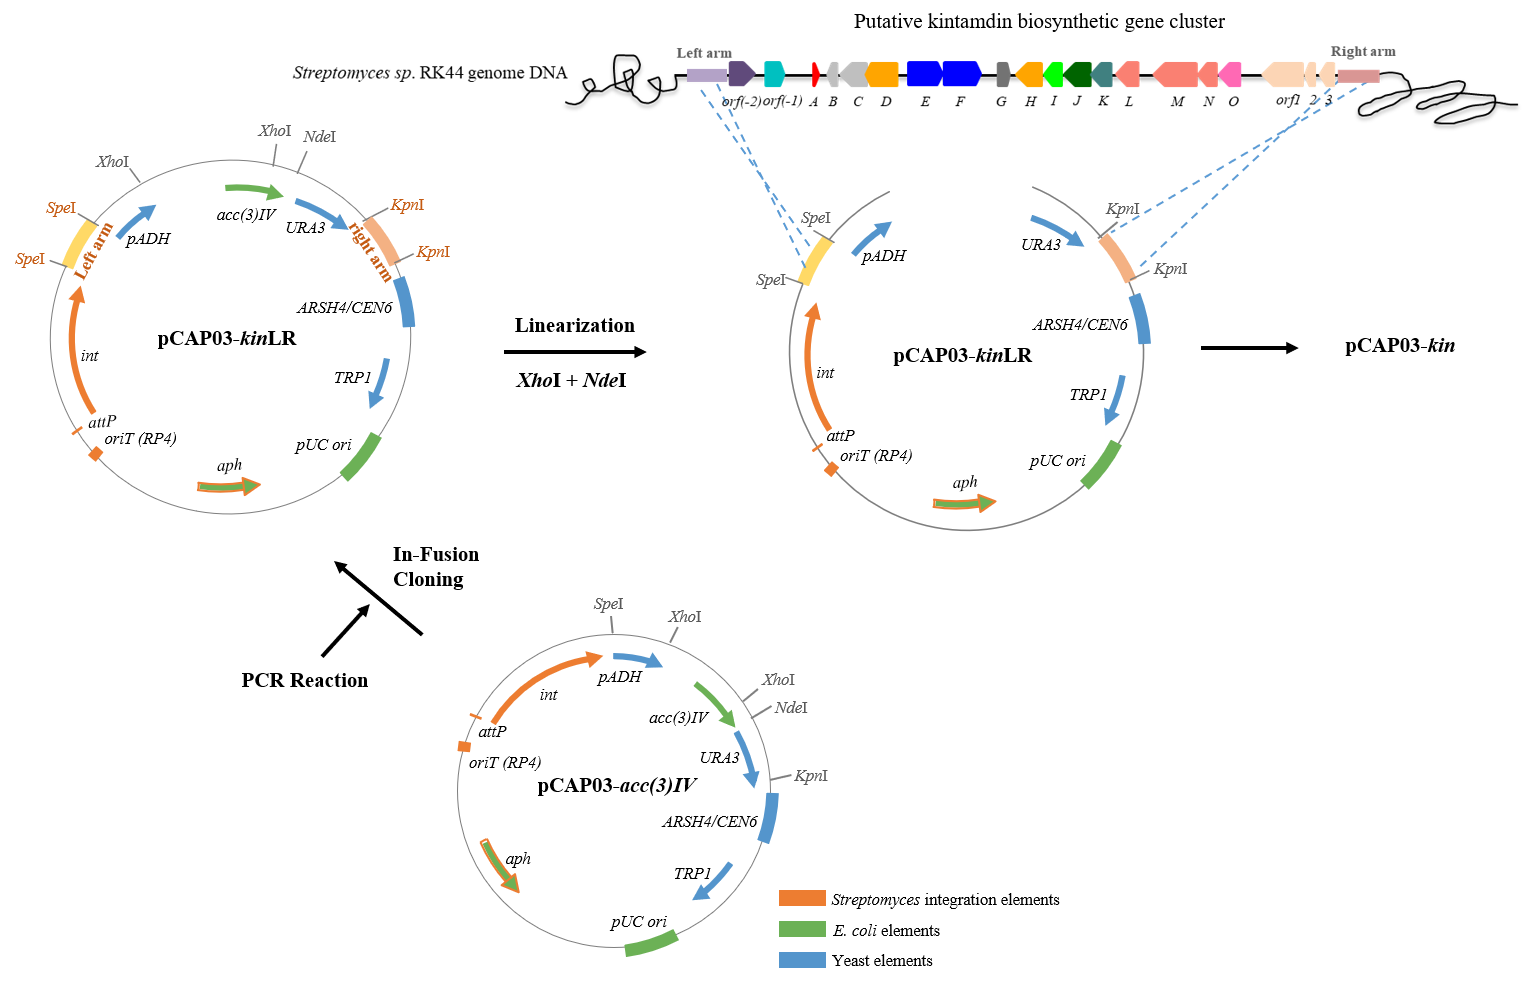 Putative kintamdin biosynthetic gene cluster
Left arm
Right arm
Streptomyces sp. RK44 genome DNA
orf(-2) orf(-1) A B C D E F G H I J K L M N O orf1 2 3
XhoI
NdeI
XhoI
SpeI
SpeI
Left arm
pADH
acc(3)IV
URA3
KpnI
right arm
KpnI
ARSH4/CEN6
pCAP03-kinLR
int
TRP1
attP
oriT (RP4)
pUC ori
aph
Linearization
XhoI + NdeI
SpeI
SpeI
pADH
URA3
KpnI
KpnI
ARSH4/CEN6
pCAP03-kinLR
int
TRP1
attP
oriT (RP4)
pUC ori
aph
pCAP03-kin
In-Fusion
Cloning
PCR Reaction
SpeI
XhoI
XhoI
NdeI
pADH
int
acc(3)IV
attP
URA3
oriT (RP4)
KpnI
pCAP03-acc(3)IV
ARSH4/CEN6
aph
TRP1
pUC ori
Streptomyces integration elements
E. coli elements
Yeast elements